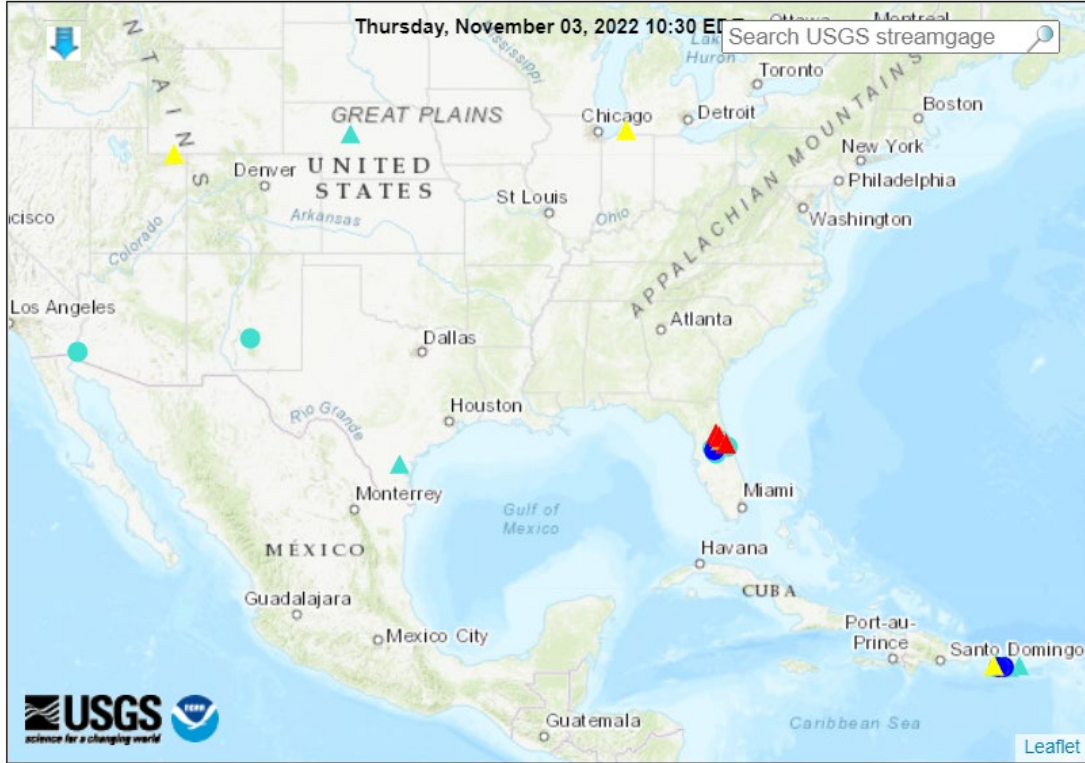 Thursday, November 03, 2022 10:30
Search USGS streamgage
Ottawa
Montreal
Huron
Toronto
Mississippi
N T A I N S
GREAT PLAINS
Chicago
Detroit
Boston
APPALACHIAN MOUNTAINS
New York
Denver
UNITED
STATES
Philadelphia
St Louis
Ohio
Washington
Arkansas
Colorado
Los Angeles
Atlanta
Dallas
Rio Grande
Houston
Monterrey
Gulf of
Mexico
Miami
MÉXICO
Havana
CUBA
Guadalajara
Mexico City
Port-au-
Prince
Santo Domingo
Guatemala
Caribbean Sea
USGS
science for a changing world
Leaflet